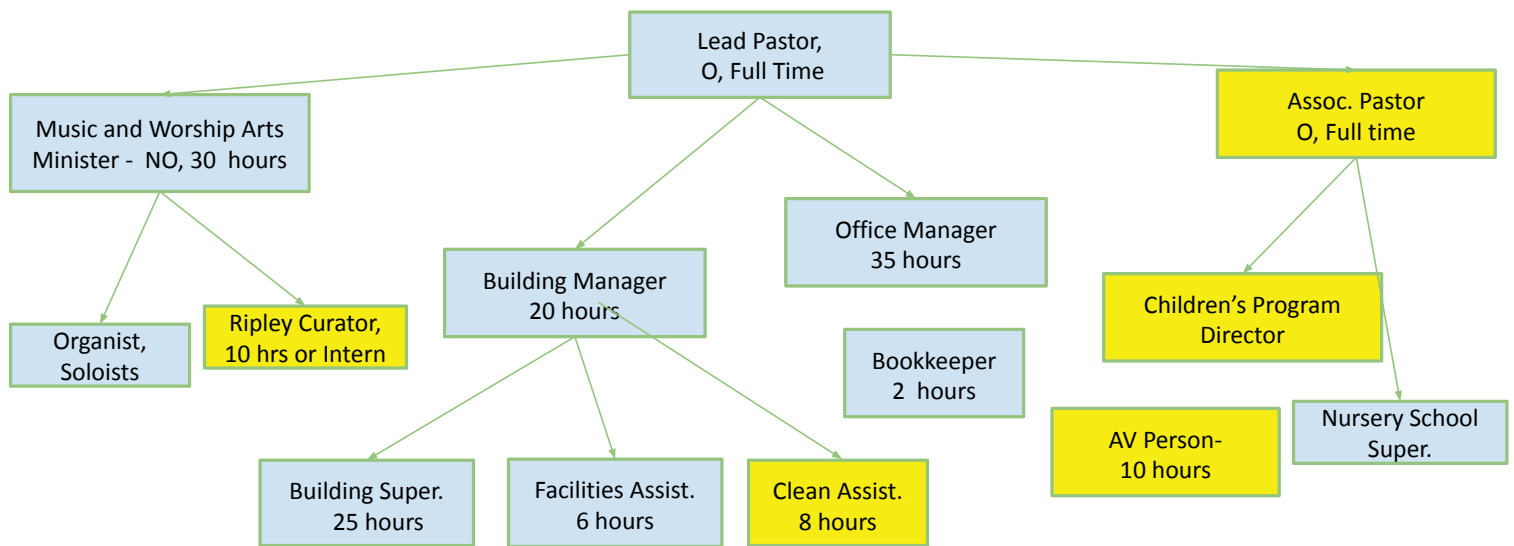 Lead Pastor,
O, Full Time
Music and Worship Arts
Minister - NO, 30 hours
Assoc. Pastor
O, Full time
Office Manager
35 hours
Building Manager
20 hours
Organist,
Soloists
Ripley Curator,
10 hrs or Intern
Children’s Program
Director
Bookkeeper
2 hours
AV Person-
10 hours
Nursery School
Super.
Building Super.
25 hours
Facilities Assist.
6 hours
Clean Assist.
8 hours